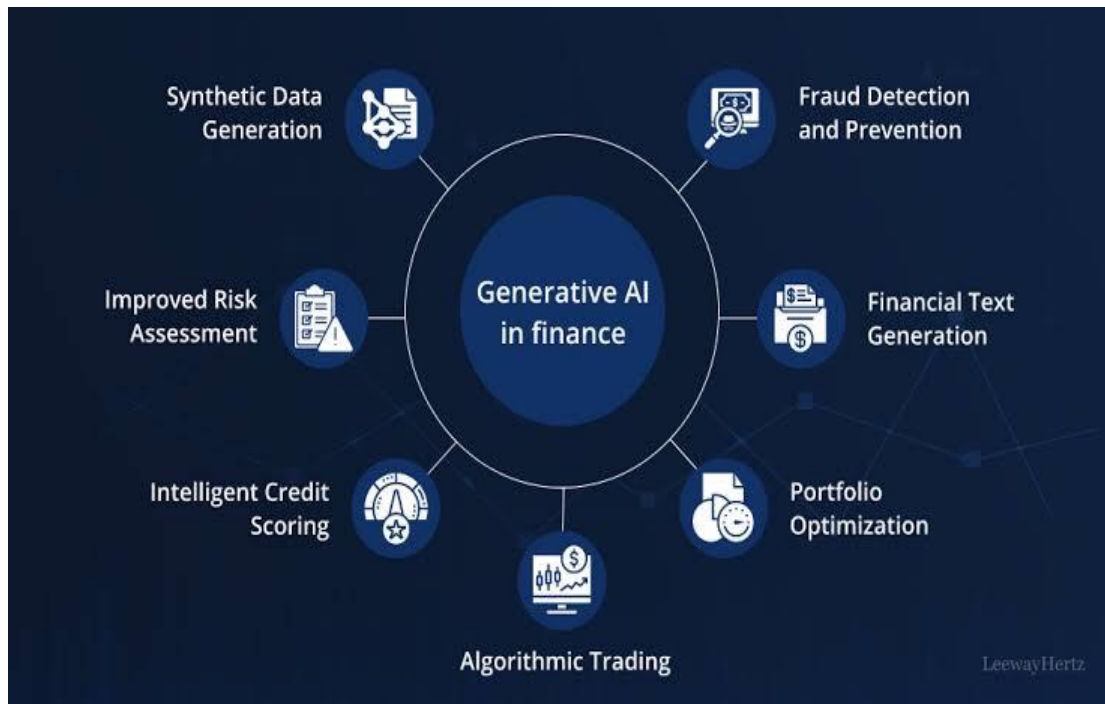 Synthetic Data
Generation
Fraud Detection
and Prevention
Improved Risk
Assessment
Generative AI
in finance
Financial Text
Generation
Intelligent Credit
Scoring
Portfolio
Optimization
Algorithmic Trading
LeewayHertz